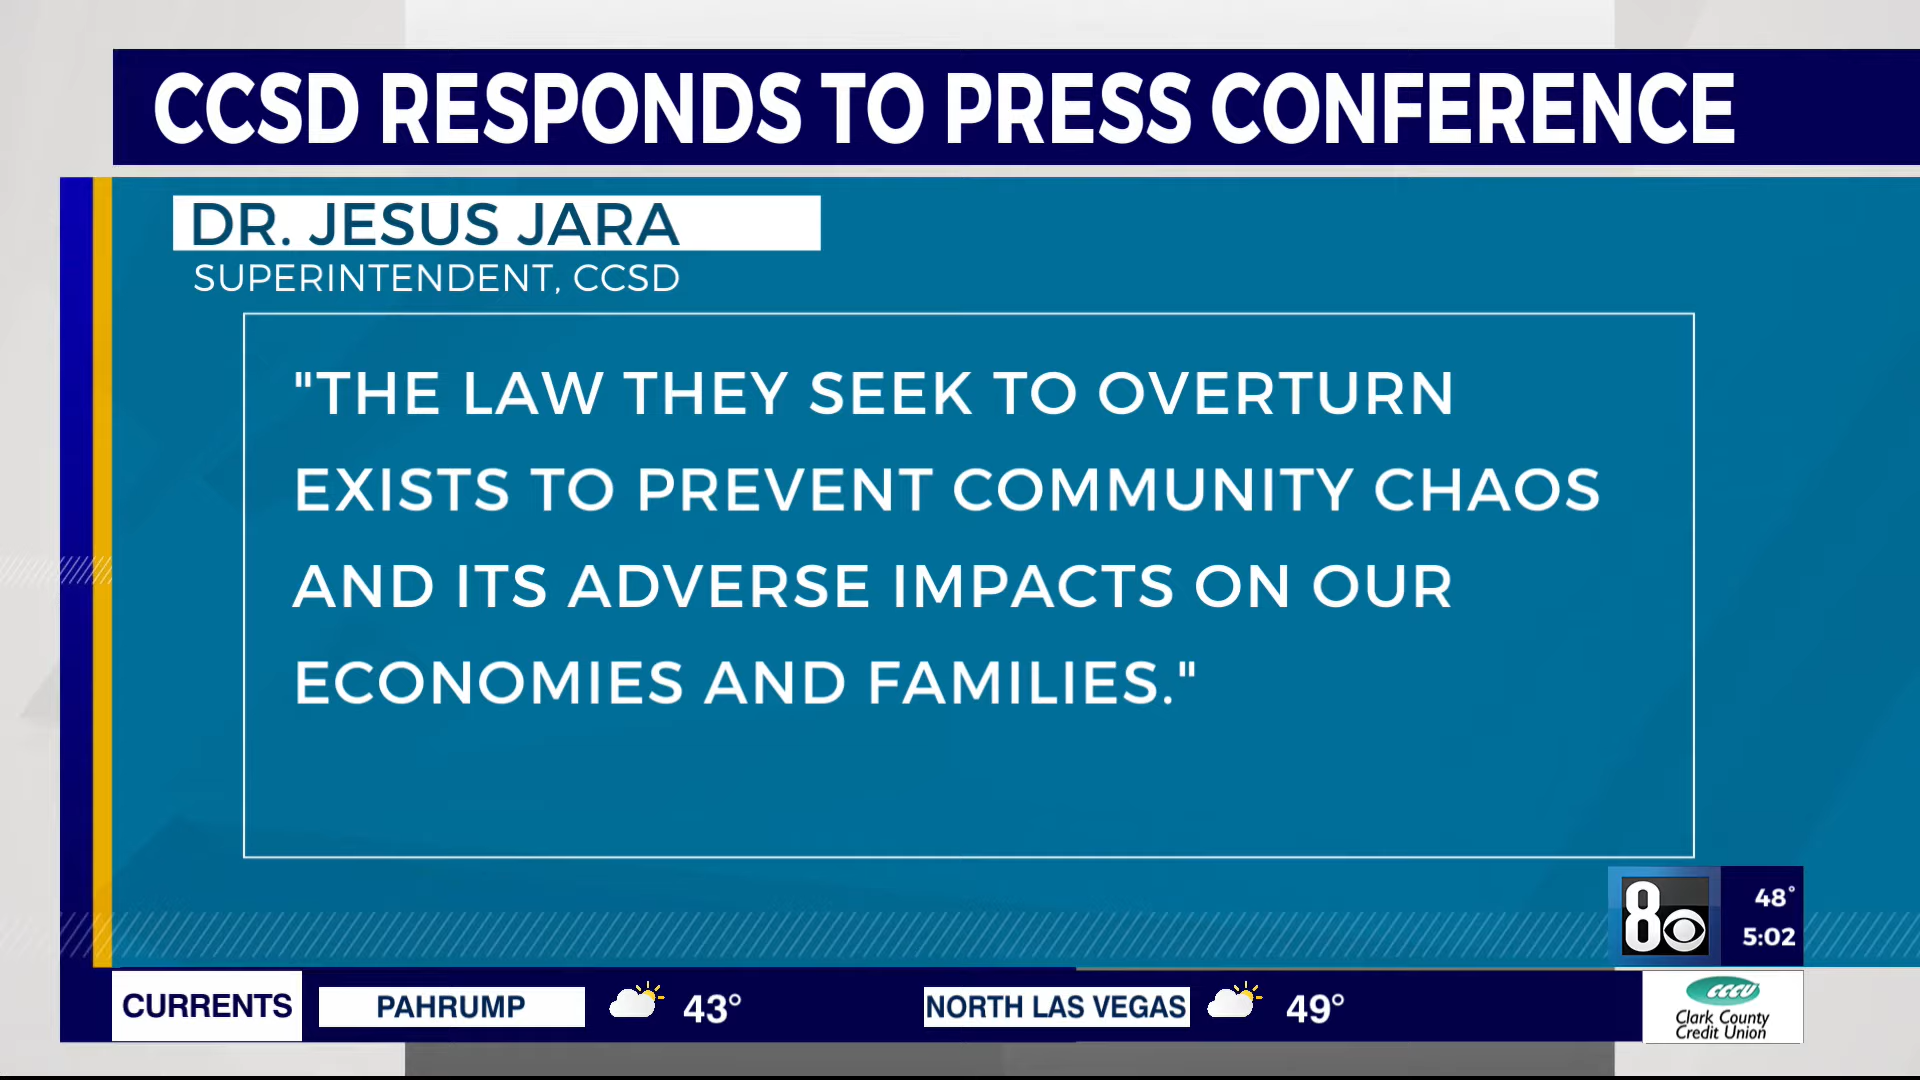 CCSD RESPONDS TO PRESS CONFERENCE
DR. JESUS JARA
SUPERINTENDENT, CCSD
"THE LAW THEY SEEK TO OVERTURN
EXISTS TO PREVENT COMMUNITY CHAOS
AND ITS ADVERSE IMPACTS ON OUR
ECONOMIES AND FAMILIES."
8
48°
5:02
CURRENTS
PAHRUMP
43°
NORTH LAS VEGAS
49°
CCCU
Clark County
Credit Union